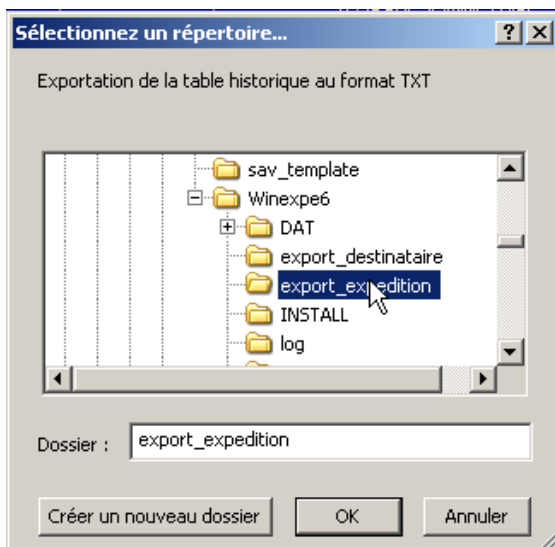 Sélectionnez un répertoire...
Exportation de la table historique au format TXT
sav_template
Winexpe6
DAT
export_destinataire
export_expedition
INSTALL
log
Dossier :
export_expedition
Créer un nouveau dossier
OK
Annuler